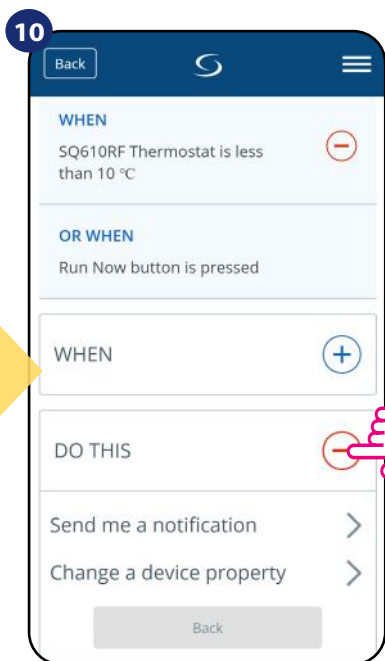 10
Back
WHEN
SQ610RF Thermostat is less
than 10 °C
OR WHEN
Run Now button is pressed
WHEN
DO THIS
Send me a notification
Change a device property
Back